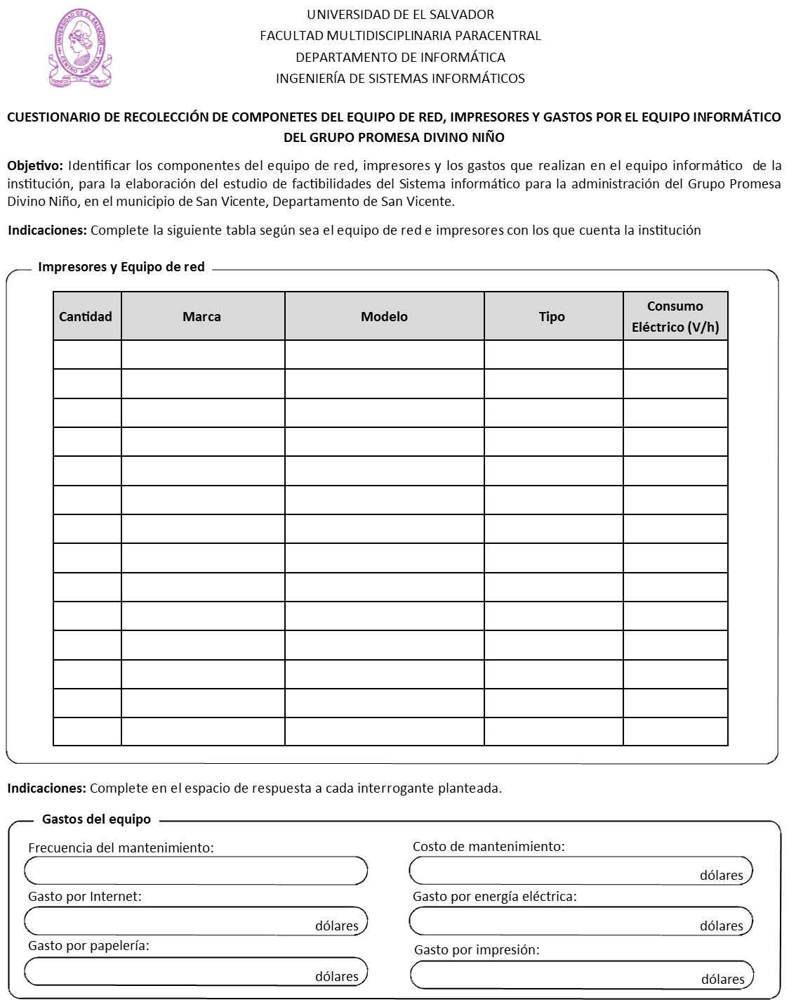 UNIVERSIDAD DE EL SALVADOR
CENTRO AMÉRICA
UNIVERSIDAD DE EL SALVADOR
FACULTAD MULTIDISCIPLINARIA PARACENTRAL
DEPARTAMENTO DE INFORMÁTICA
INGENIERÍA DE SISTEMAS INFORMÁTICOS
CUESTIONARIO DE RECOLECCIÓN DE COMPONETES DEL EQUIPO DE RED, IMPRESORES Y GASTOS POR EL EQUIPO INFORMÁTICO
DEL GRUPO PROMESA DIVINO NIÑO
Objetivo: Identificar los componentes del equipo de red, impresores y los gastos que realizan en el equipo informático de la
institución, para la elaboración del estudio de factibilidades del Sistema informático para la administración del Grupo Promesa
Divino Niño, en el municipio de San Vicente, Departamento de San Vicente.
Indicaciones: Complete la siguiente tabla según sea el equipo de red e impresores con los que cuenta la institución
Impresores y Equipo de red
Cantidad Marca Modelo Tipo Consumo
Eléctrico (V/h)
Indicaciones: Complete en el espacio de respuesta a cada interrogante planteada.
Gastos del equipo
Frecuencia del mantenimiento: Costo de mantenimiento:
dólares
Gasto por Internet: Gasto por energía eléctrica:
dólares dólares
Gasto por papelería: Gasto por impresión:
dólares dólares